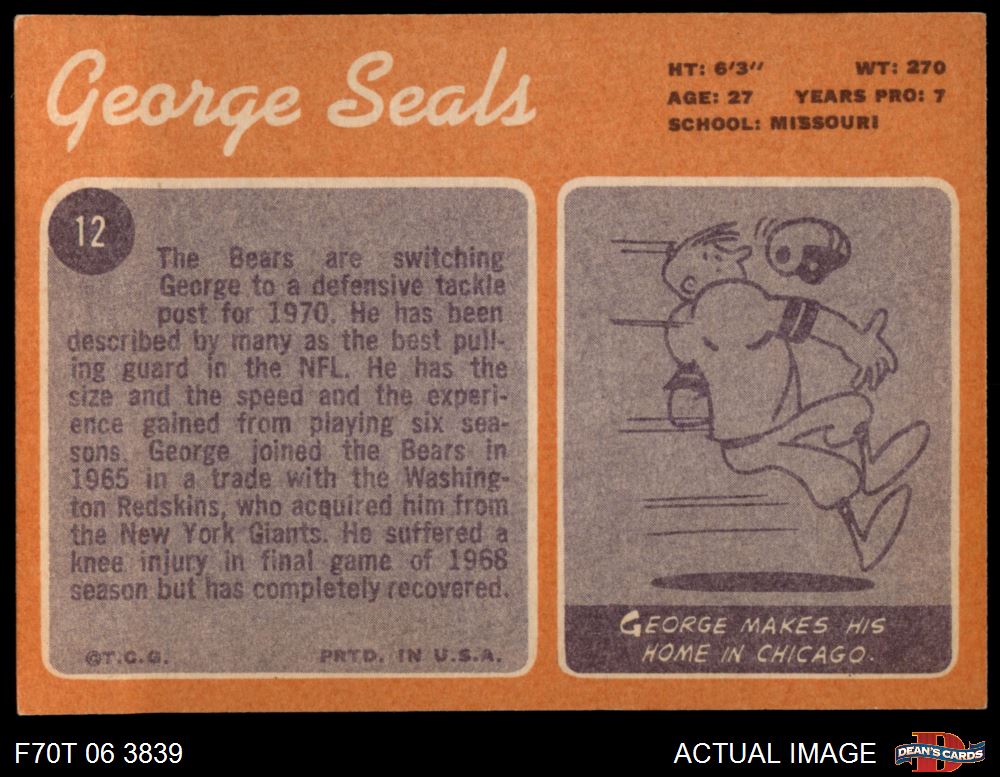 George Seals
HT: 6'3" WT: 270
AGE: 27 YEARS PRO: 7
SCHOOL: MISSOURI
12
The Bears are switching
George to a defensive tackle
post for 1970. He has been
described by many as the best pull-
ing guard in the NFL. He has the
size and the speed and the experi-
ence gained from playing six sea-
sons. George joined the Bears in
1965 in a trade with the Washing-
ton Redskins, who acquired him from
the New York Giants. He suffered a
knee injury in final game of 1968
season but has completely recovered.
©T.C.G. PRTD. IN U.S.A.
GEORGE MAKES HIS
HOME IN CHICAGO.
F70T 06 3839
ACTUAL IMAGE
D
DEAN'S CARDS